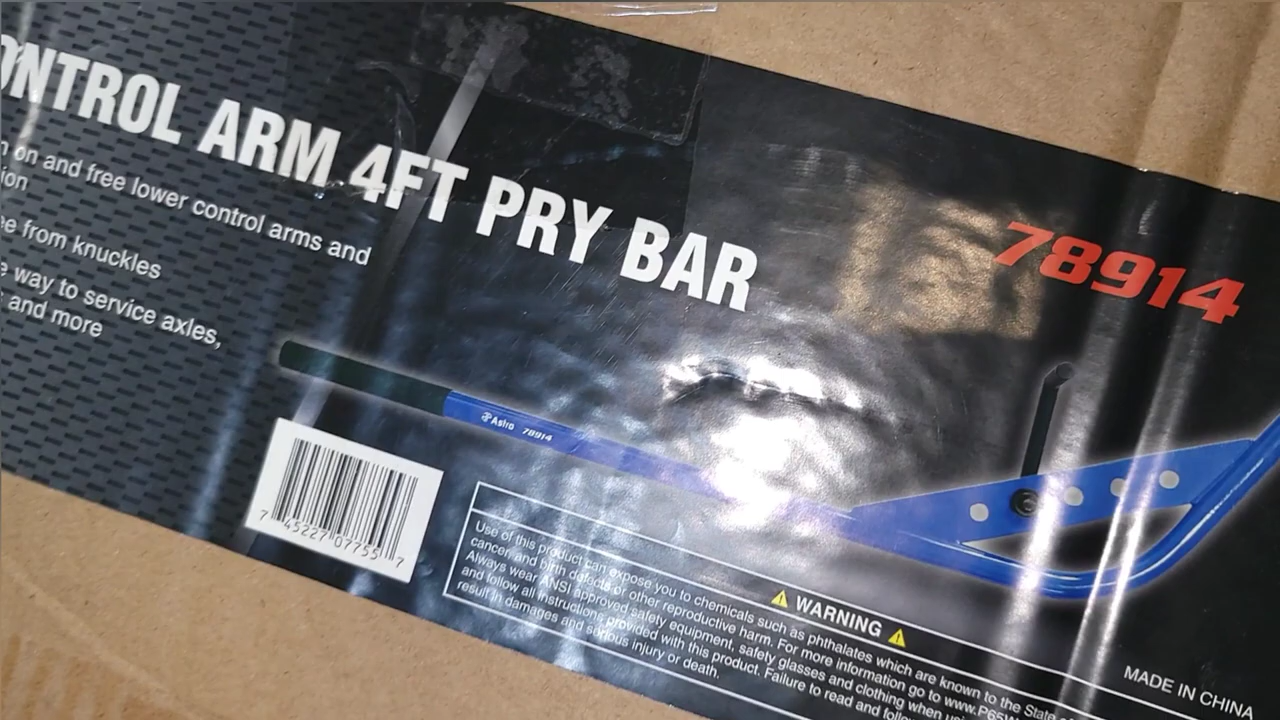 CONTROL ARM 4FT PRY BAR
78914
on and free lower control arms and
from knuckles
way to service axles,
and more
Astro 78914
7 45227 07755 7
WARNING
Use of this product can expose you to chemicals such as phthalates which are known to the State
cancer and birth defects or other reproductive harm. For more information go to www.P65W
Always wear ANSI approved safety equipment, safety glasses and clothing when
and follow all instructions provided with this product. Failure to read and
result in damages and serious injury or death.
MADE IN CHINA